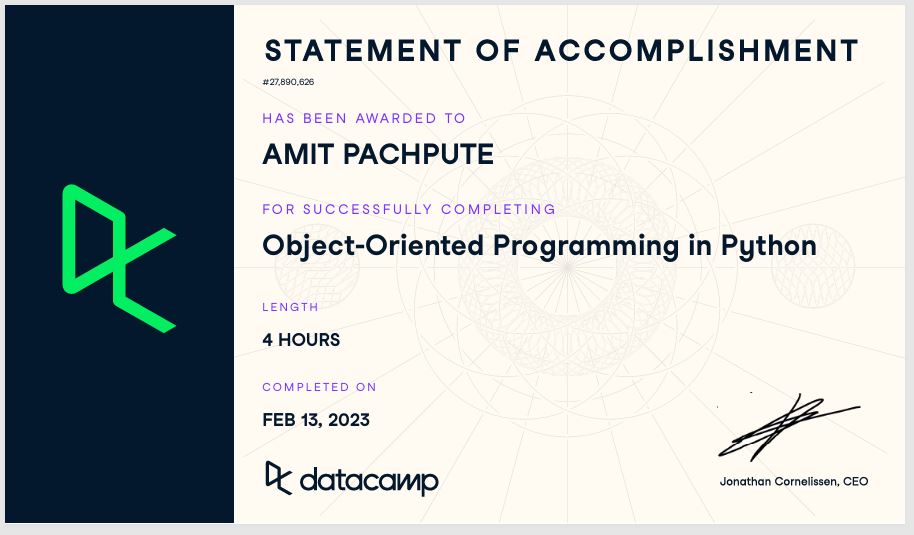 STATEMENT OF ACCOMPLISHMENT
#27,890,626
HAS BEEN AWARDED TO
AMIT PACHPUTE
FOR SUCCESSFULLY COMPLETING
Object-Oriented Programming in Python
LENGTH
4 HOURS
COMPLETED ON
FEB 13, 2023
datacamp
Jonathan Cornelissen, CEO